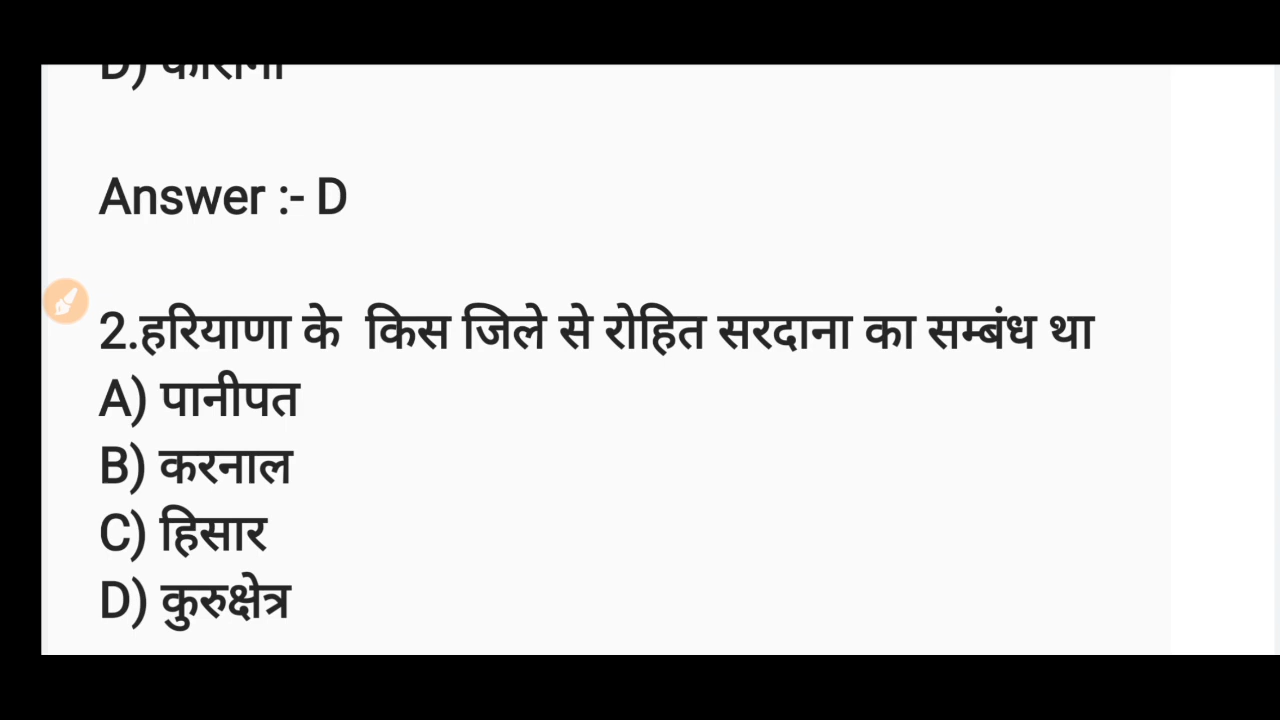 D)
Answer :- D
2.हरियाणा के किस जिले से रोहित सरदाना का सम्बंध था
A) पानीपत
B) करनाल
C) हिसार
D) कुरुक्षेत्र